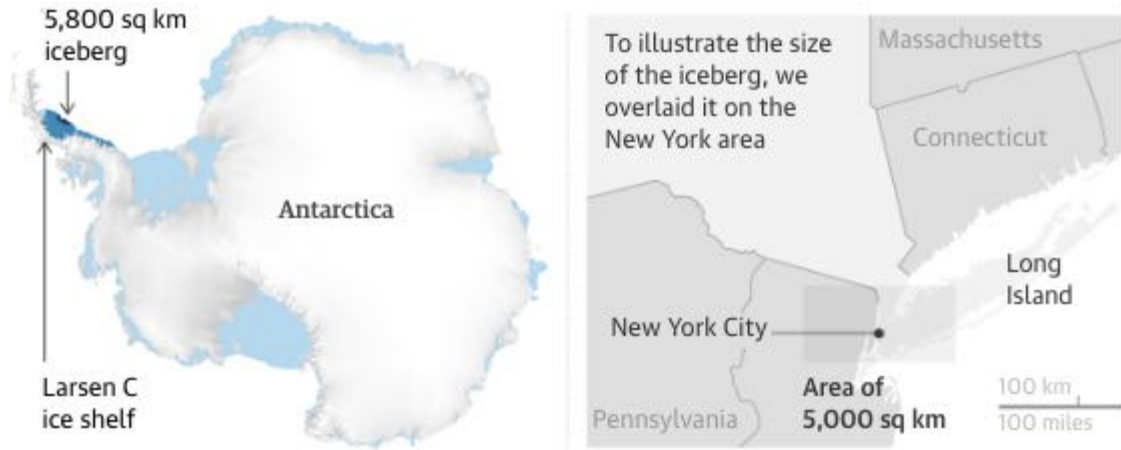 5,800 sq km
iceberg
Antarctica
Larsen C
ice shelf
To illustrate the size
of the iceberg, we
overlaid it on the
New York area
Massachusetts
Connecticut
Long
Island
New York City
Area of
5,000 sq km
Pennsylvania
100 km
100 miles